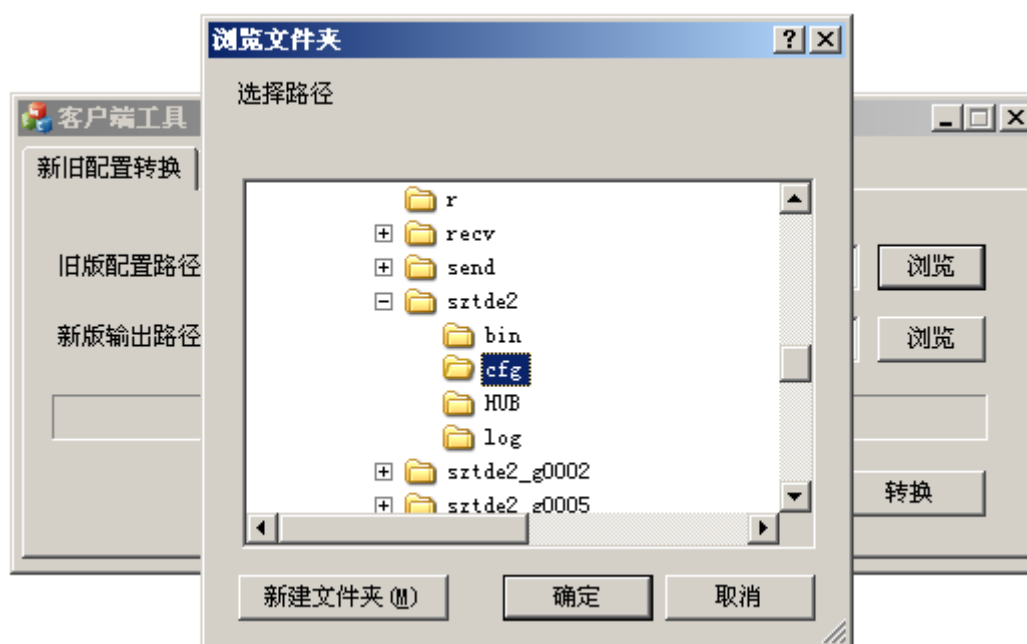 浏览文件夹
选择路径
客户端工具
新旧配置转换
r
recv
旧版配置路径
send
浏览
sztde2
新版输出路径
bin
浏览
cfg
HUB
log
sztde2_g0002
转换
sztde2_g0005
新建文件夹(M)
确定
取消